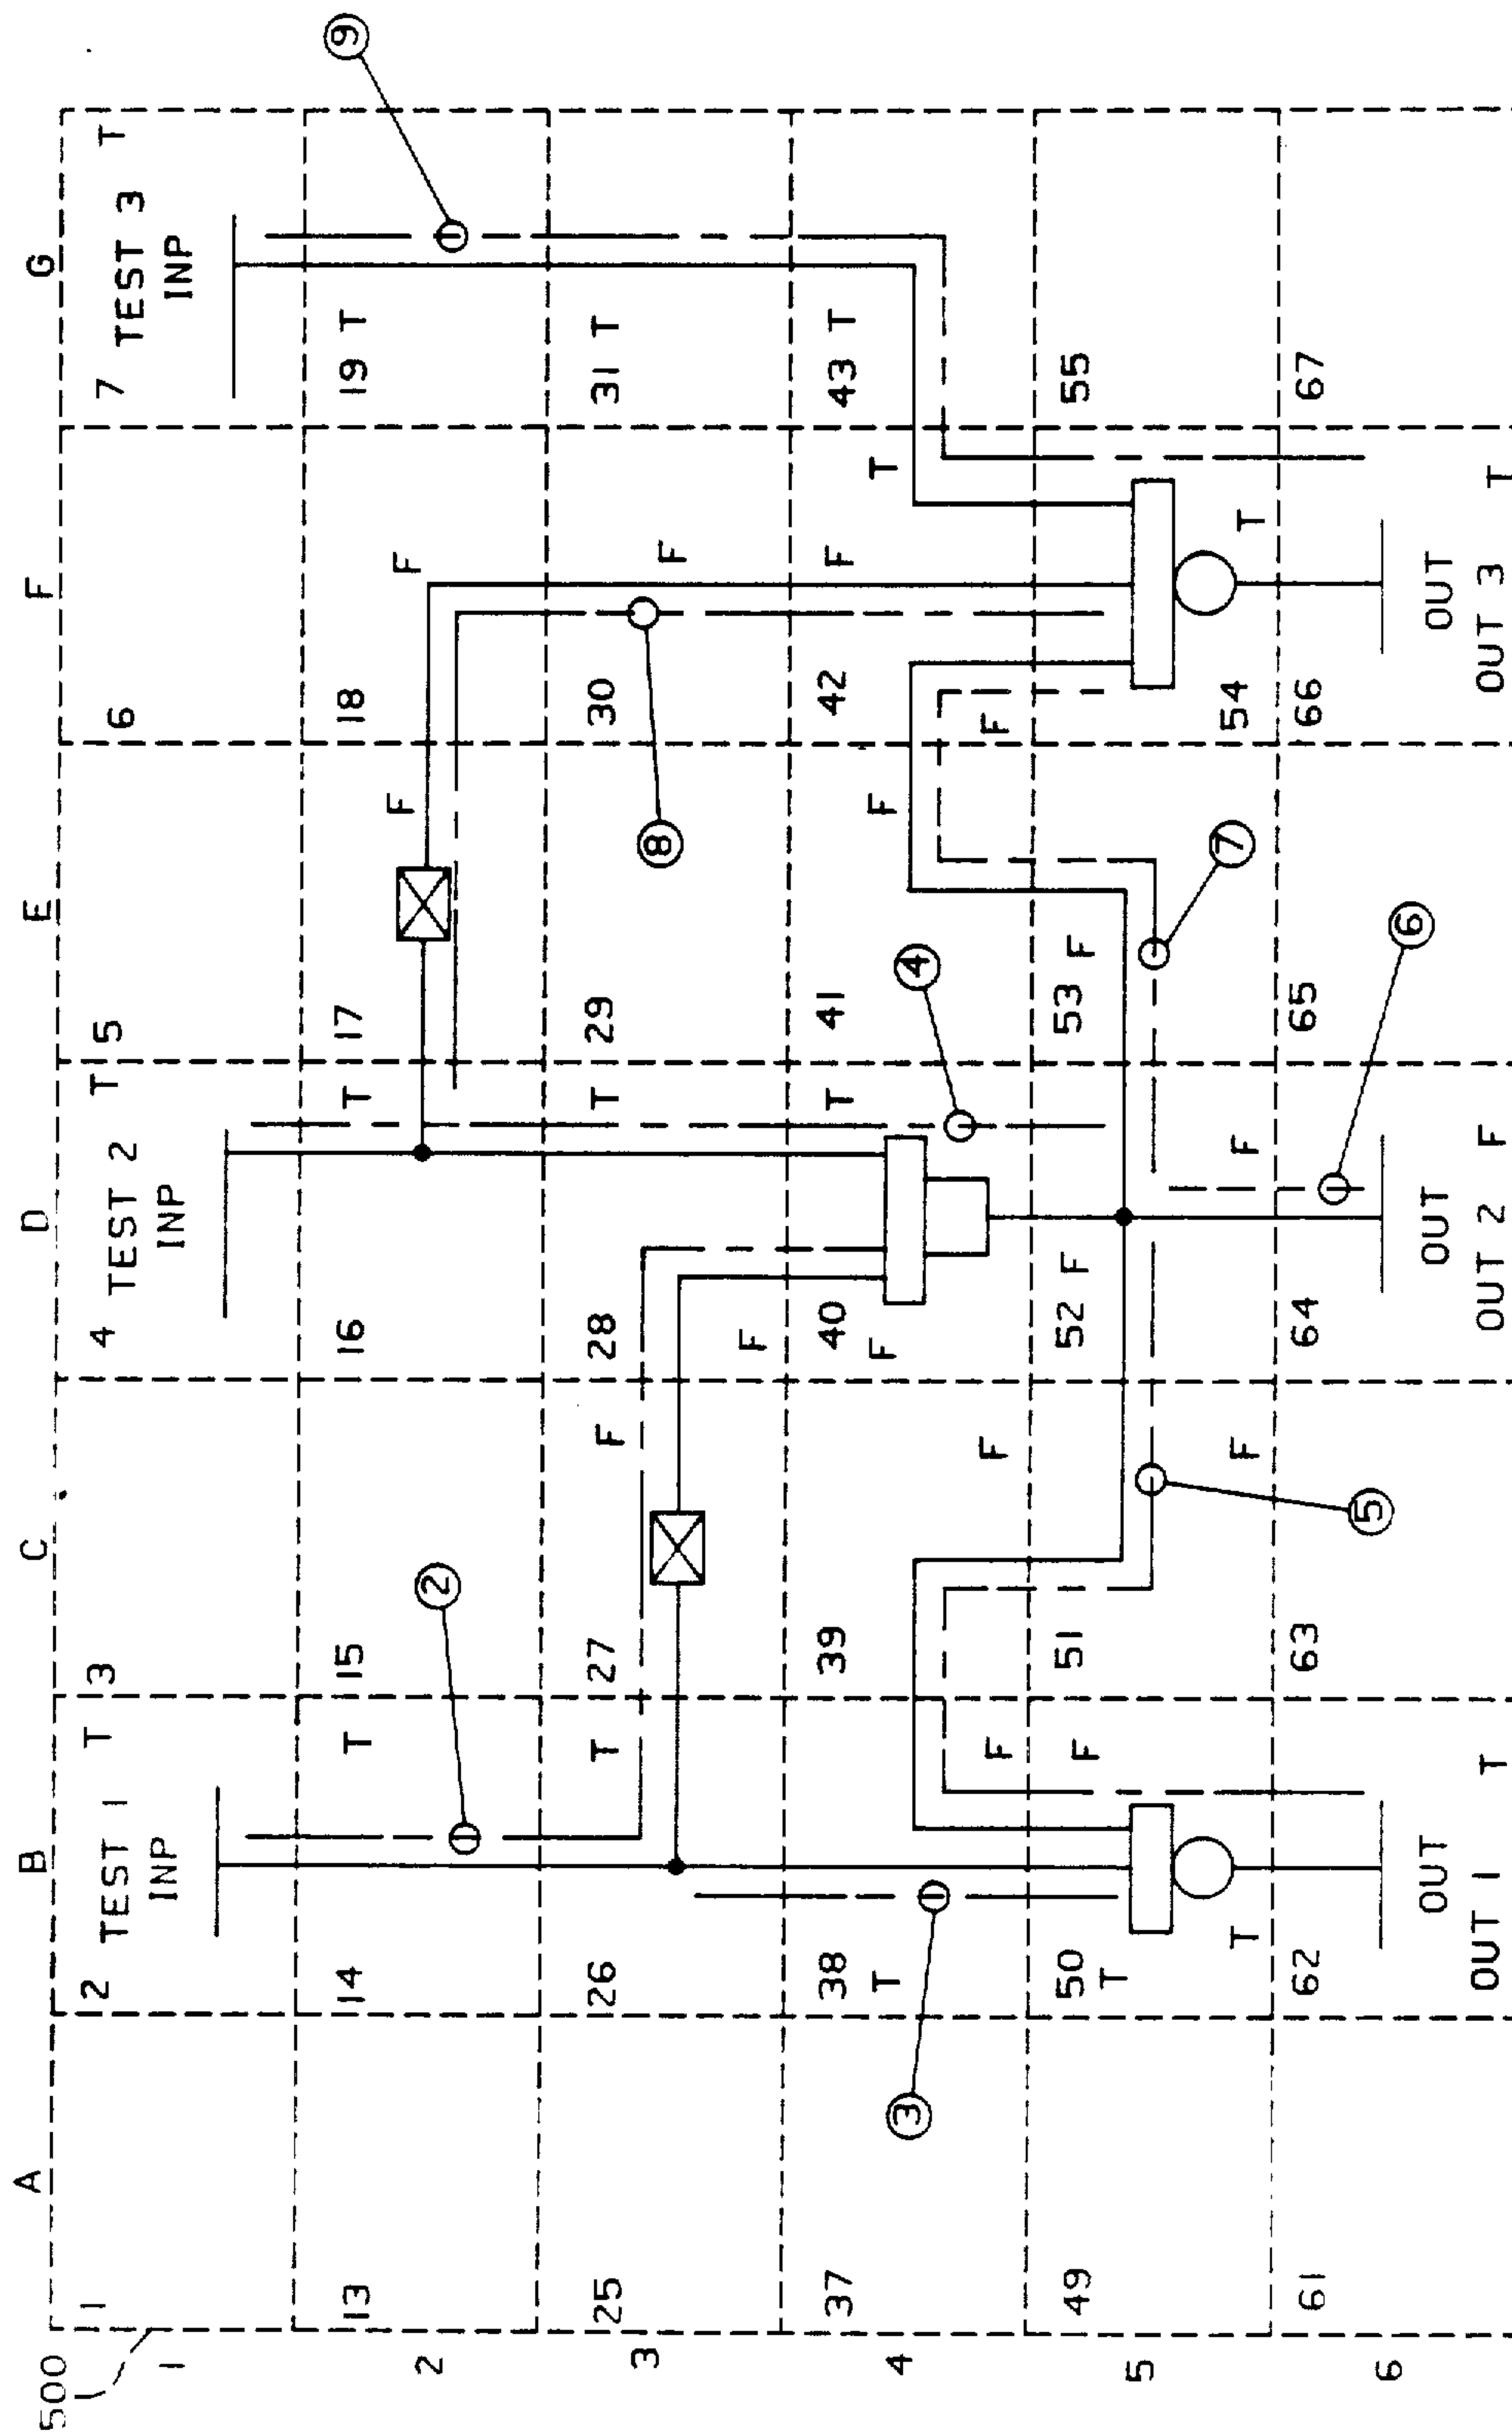 A B C D E F G
500
1 1 12 T 3 4 T 5 6 7 T
TEST 1 TEST 2 TEST 3
INP INP INP
9
2 13 14 T 15 16 T 17 F 18 F 19 T
2
3 25 26 T 27 F 28 T 29 30 F 31 T
F
8
4 37 38 39 40 T 41 F 42 F T 43 T
T F
3 4
F F F
5 49 50 F 51 52 F 53 F 55
T
7
T F F 54 T
6 61 62 63 64 65 66 67
5 6
OUT OUT OUT
OUT 1 T OUT 2 F OUT 3 T